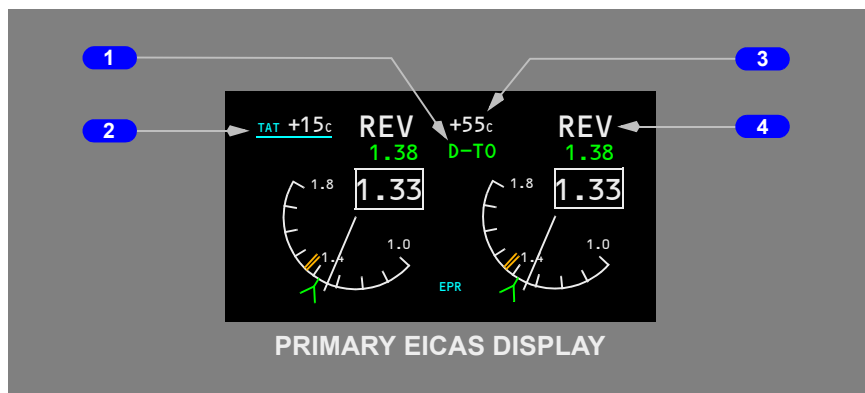 1 3
2 TAT +15c REV +55c REV 4
1.38 D-TO 1.38
1.33 1.33
1.8 1.8
1.0 1.0
1.4 1.4
EPR
PRIMARY EICAS DISPLAY